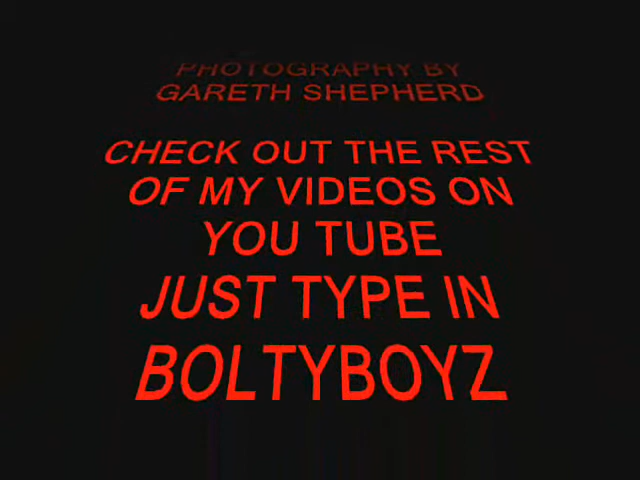 PHOTOGRAPHY BY
GARETH SHEPHERD
CHECK OUT THE REST
OF MY VIDEOS ON
YOU TUBE
JUST TYPE IN
BOLTYBOYZ